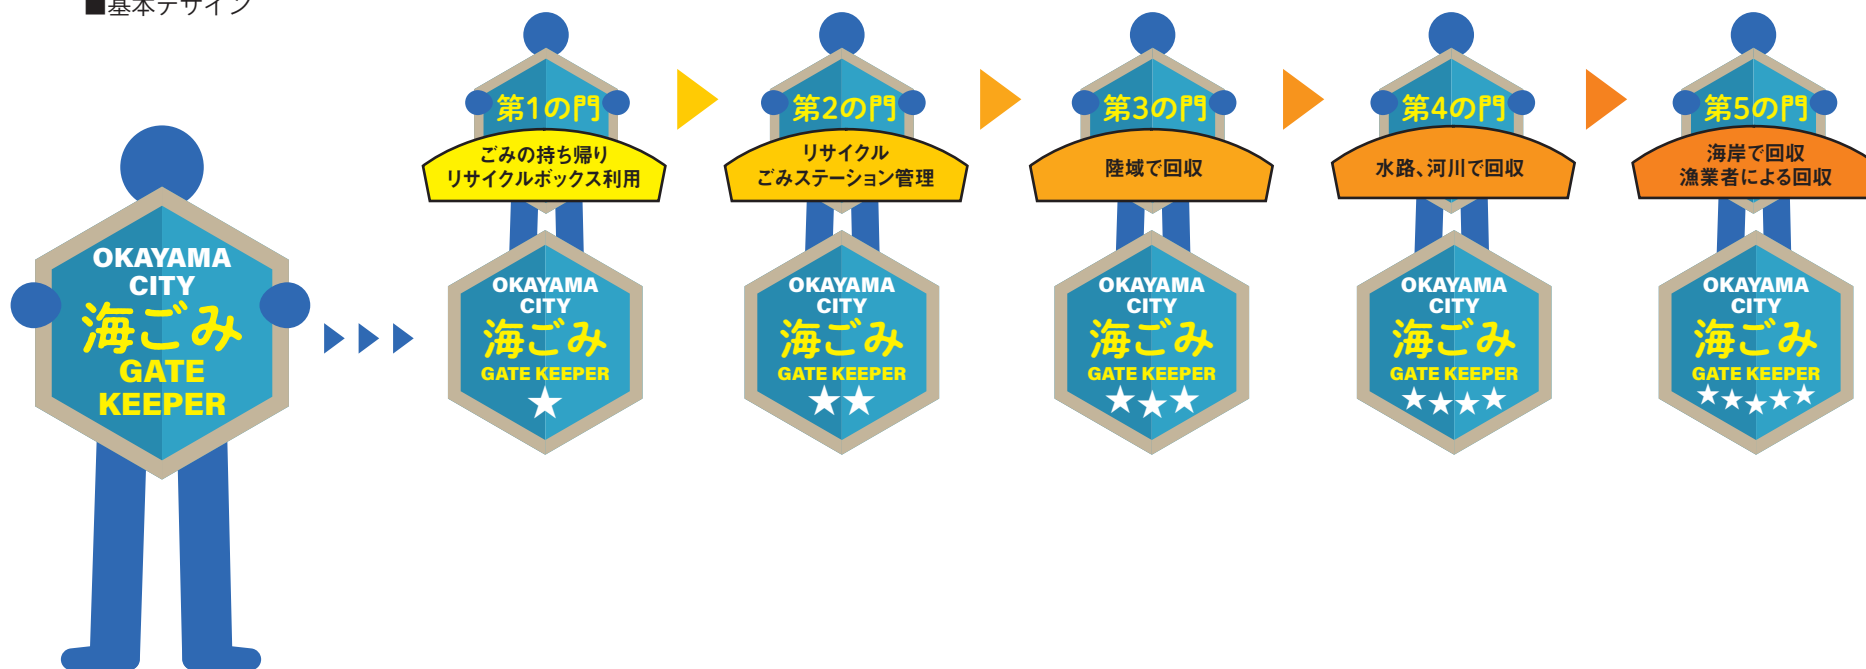 ■基本デザイン
OKAYAMA
CITY
海ごみ
GATE
KEEPER
第1の門
ごみの持ち帰り
リサイクルボックス利用
OKAYAMA
CITY
海ごみ
GATE KEEPER
★
第2の門
リサイクル
ごみステーション管理
OKAYAMA
CITY
海ごみ
GATE KEEPER
★★
第3の門
陸域で回収
OKAYAMA
CITY
海ごみ
GATE KEEPER
★★★
第4の門
水路、河川で回収
OKAYAMA
CITY
海ごみ
GATE KEEPER
★★★★
第5の門
海岸で回収
漁業者による回収
OKAYAMA
CITY
海ごみ
GATE KEEPER
★★★★★